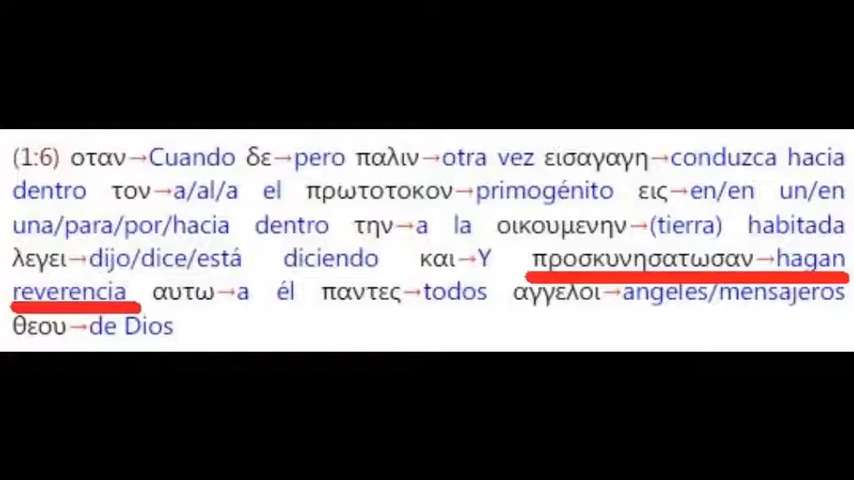 (1:6) οταν→Cuando δε→pero παλιν→otra vez εισαγαγη→conduzca hacia
dentro τον→a/al/a el πρωτοτοκον→primogénito εις→en/en un/en
una/para/por/hacia dentro την→a la οικουμενην→(tierra) habitada
λεγει→dijo/dice/está diciendo και→Y προσκυνησατωσαν→hagan
reverencia αυτω→a él παντες→todos αγγελοι→angeles/mensajeros
θεου→de Dios